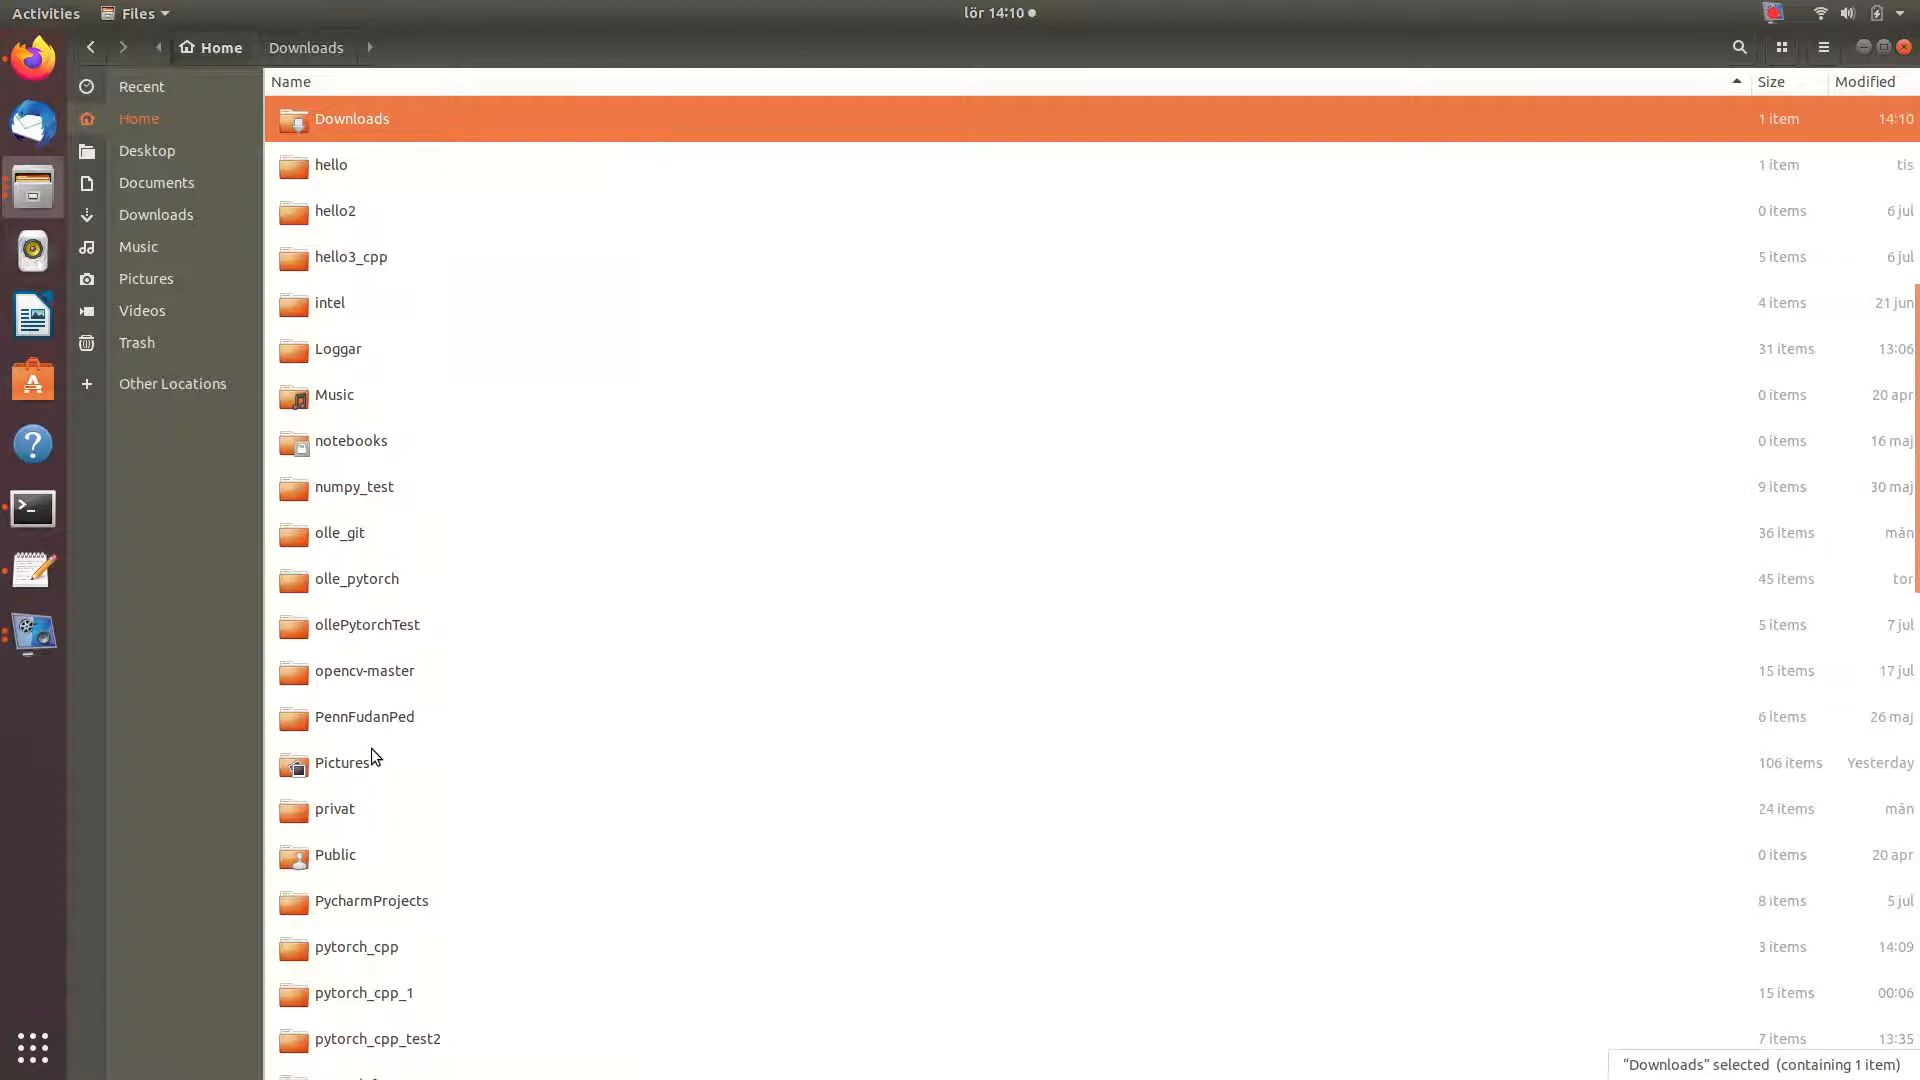 Activities Files lör 14:10
Home Downloads
Recent
Home
Desktop
Documents
Downloads
Music
Pictures
Videos
Trash
Other Locations
Name Size Modified
Downloads 1 item 14:10
hello 1 item tis
hello2 0 items 6 jul
hello3_cpp 5 items 6 jul
intel 4 items 21 jun
Loggar 31 items 13:06
Music 0 items 20 apr
notebooks 0 items 16 maj
numpy_test 9 items 30 maj
olle_git 36 items mån
olle_pytorch 45 items tor
ollePytorchTest 5 items 7 jul
opencv-master 15 items 17 jul
PennFudanPed 6 items 26 maj
Pictures 106 items Yesterday
privat 24 items mån
Public 0 items 20 apr
PycharmProjects 8 items 5 jul
pytorch_cpp 3 items 14:09
pytorch_cpp_1 15 items 00:06
pytorch_cpp_test2 7 items 13:35
“Downloads” selected (containing 1 item)